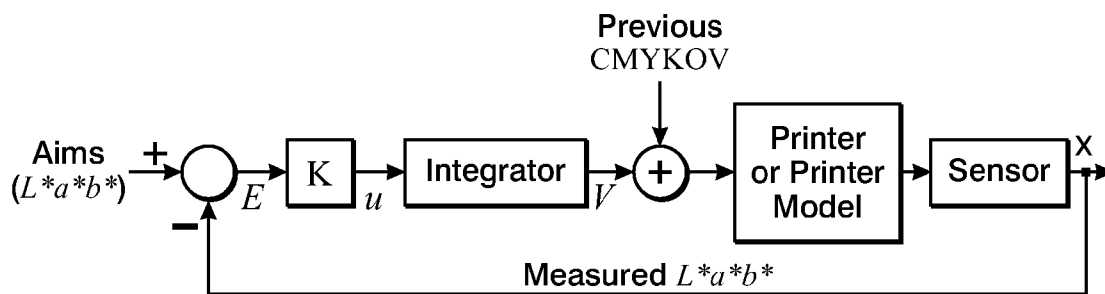 Previous
CMYKOV
Aims
(L*a*b*)
+
−
E
K
u
Integrator
V
+
Printer
or Printer
Model
Sensor
x
Measured L*a*b*